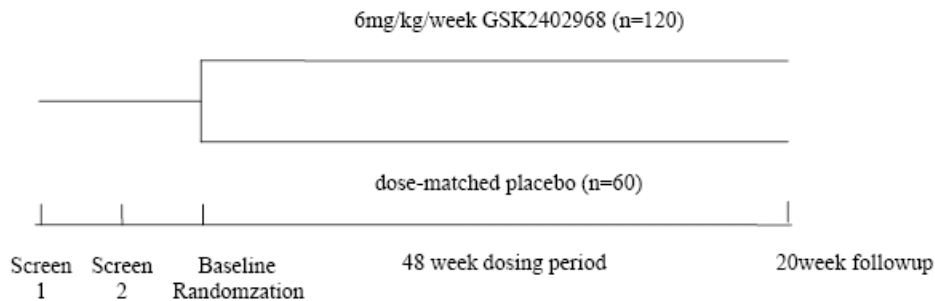 6mg/kg/week GSK2402968 (n=120)
dose-matched placebo (n=60)
Screen 1
Screen 2
Baseline
Randomzation
48 week dosing period
20week followup